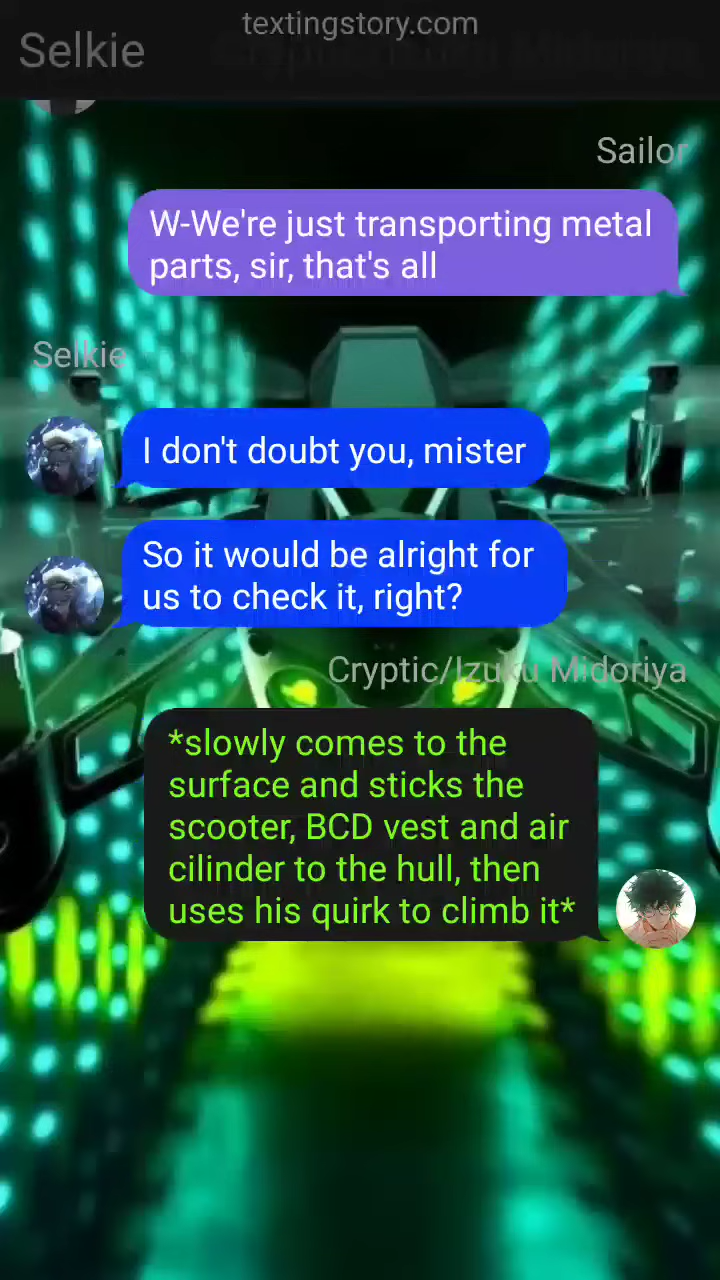 textingstory.com
Selkie
Sailor
W-We're just transporting metal
parts, sir, that's all
Selkie
I don't doubt you, mister
So it would be alright for
us to check it, right?
Cryptic/Izuku Midoriya
*slowly comes to the
surface and sticks the
scooter, BCD vest and air
cilinder to the hull, then
uses his quirk to climb it*